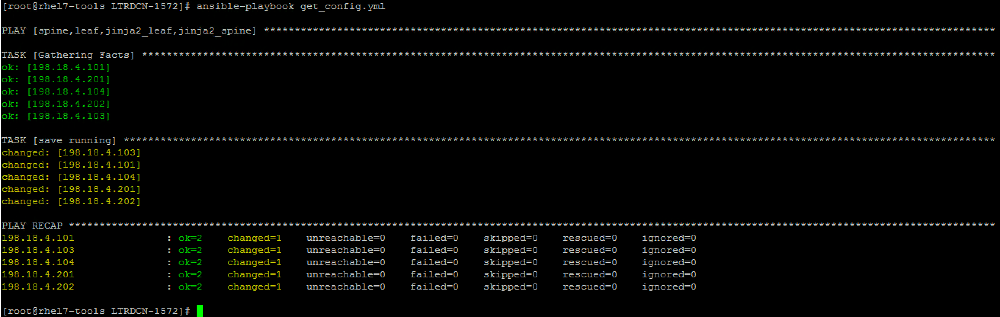 [root@rhel7-tools LTRDCN-1572]# ansible-playbook get_config.yml
PLAY [spine,leaf,jinja2_leaf,jinja2_spine] ************************************************************************************************************************
TASK [Gathering Facts] ********************************************************************************************************************************************
ok: [198.18.4.101]
ok: [198.18.4.201]
ok: [198.18.4.104]
ok: [198.18.4.202]
ok: [198.18.4.103]
TASK [save running] ***********************************************************************************************************************************************
changed: [198.18.4.103]
changed: [198.18.4.101]
changed: [198.18.4.104]
changed: [198.18.4.201]
changed: [198.18.4.202]
PLAY RECAP ********************************************************************************************************************************************************
198.18.4.101 : ok=2 changed=1 unreachable=0 failed=0 skipped=0 rescued=0 ignored=0
198.18.4.103 : ok=2 changed=1 unreachable=0 failed=0 skipped=0 rescued=0 ignored=0
198.18.4.104 : ok=2 changed=1 unreachable=0 failed=0 skipped=0 rescued=0 ignored=0
198.18.4.201 : ok=2 changed=1 unreachable=0 failed=0 skipped=0 rescued=0 ignored=0
198.18.4.202 : ok=2 changed=1 unreachable=0 failed=0 skipped=0 rescued=0 ignored=0
[root@rhel7-tools LTRDCN-1572]#